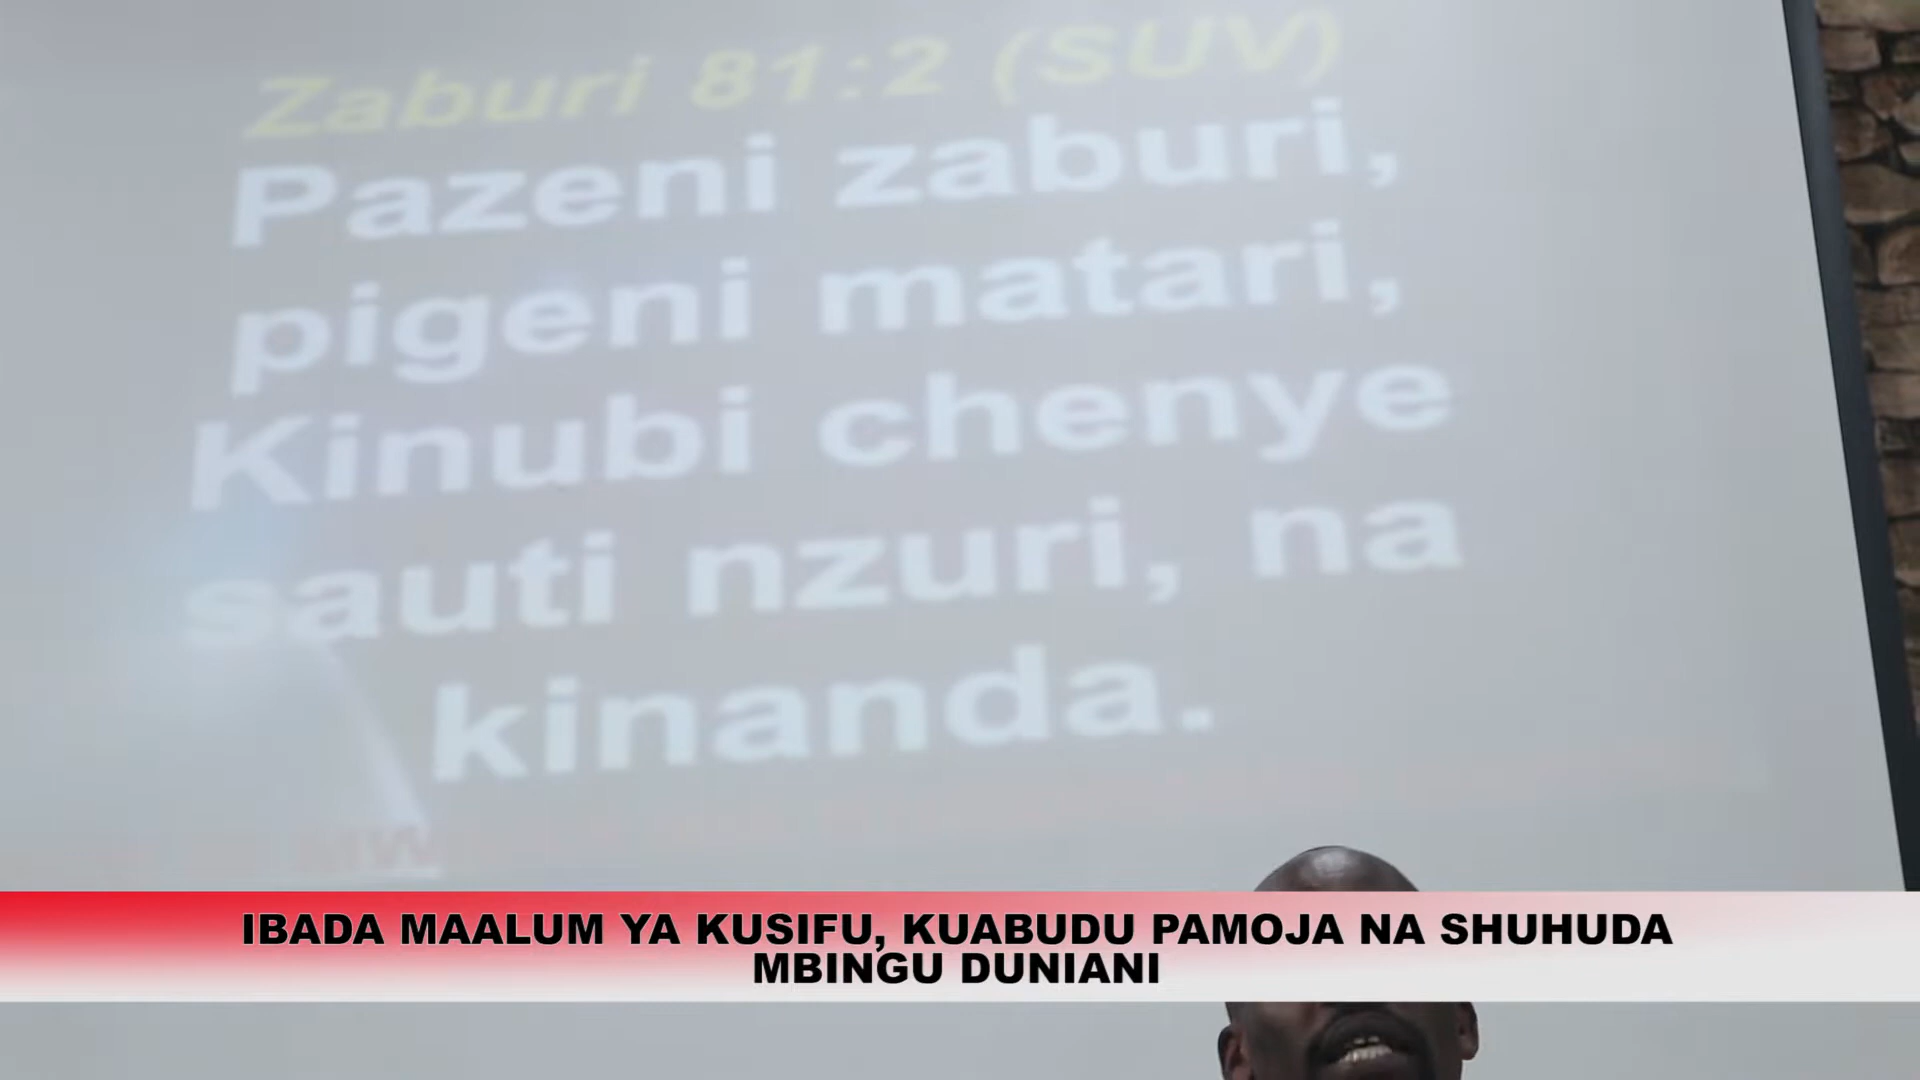 Zaburi 81:2 (SUV)
Pazeni zaburi,
pigeni matari,
Kinubi chenye
sauti nzuri, na
kinanda.
IBADA MAALUM YA KUSIFU, KUABUDU PAMOJA NA SHUHUDA
MBINGU DUNIANI